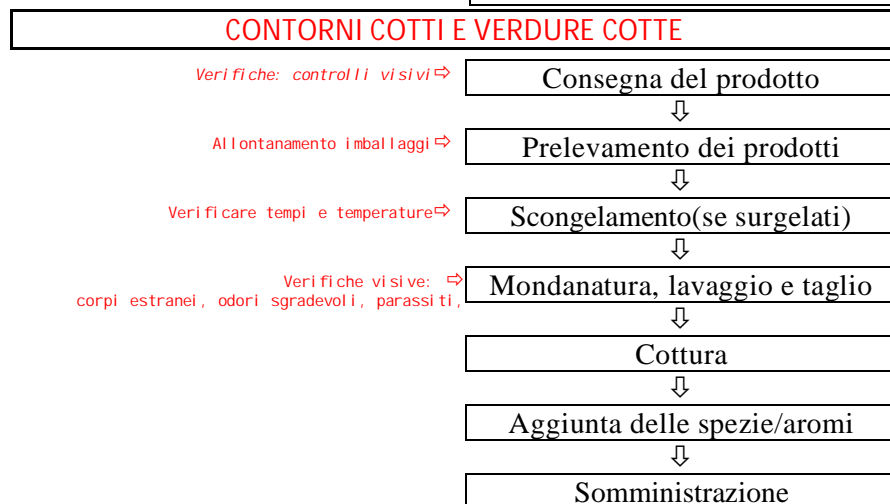 CONTORNI COTTI E VERDURE COTTE
Verifiche: controlli visivi⇨
Consegna del prodotto
⇩
Allontanamento imballaggi⇨
Prelevamento dei prodotti
⇩
Verificare tempi e temperature⇨
Scongelamento(se surgelati)
⇩
Verifiche visive: ⇨
corpi estranei, odori sgradevoli, parassiti,
Mondanatura, lavaggio e taglio
⇩
Cottura
⇩
Aggiunta delle spezie/aromi
⇩
Somministrazione